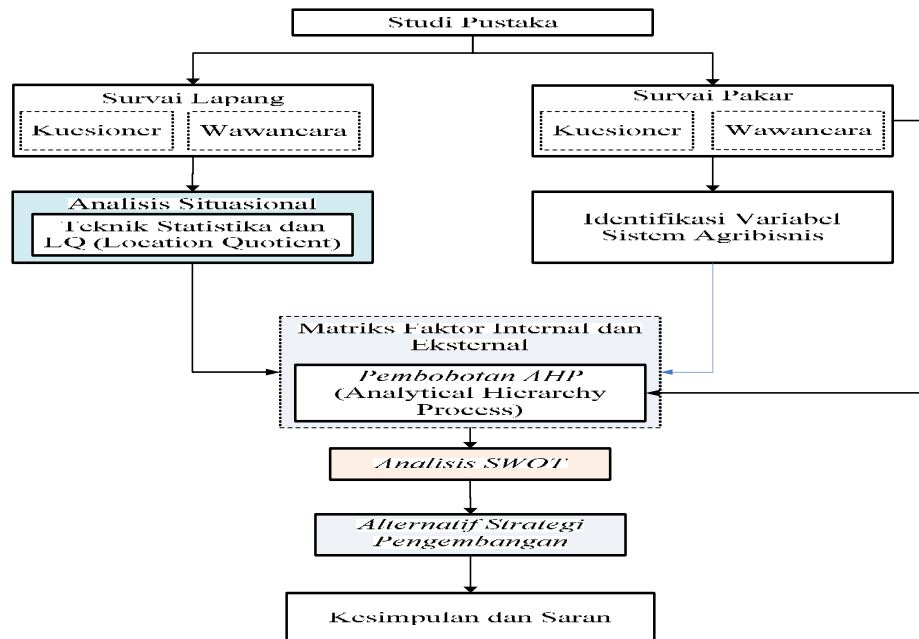 Studi Pustaka
Survai Lapang
Kuesioner
Wawancara
Survai Pakar
Kuesioner
Wawancara
Analisis Situasional
Teknik Statistika dan
LQ (Location Quotient)
Identifikasi Variabel
Sistem Agribisnis
Matriks Faktor Internal dan
Eksternal
Pembobotan AHP
(Analytical Hierarchy
Process)
Analisis SWOT
Alternatif Strategi
Pengembangan
Kesimpulan dan Saran